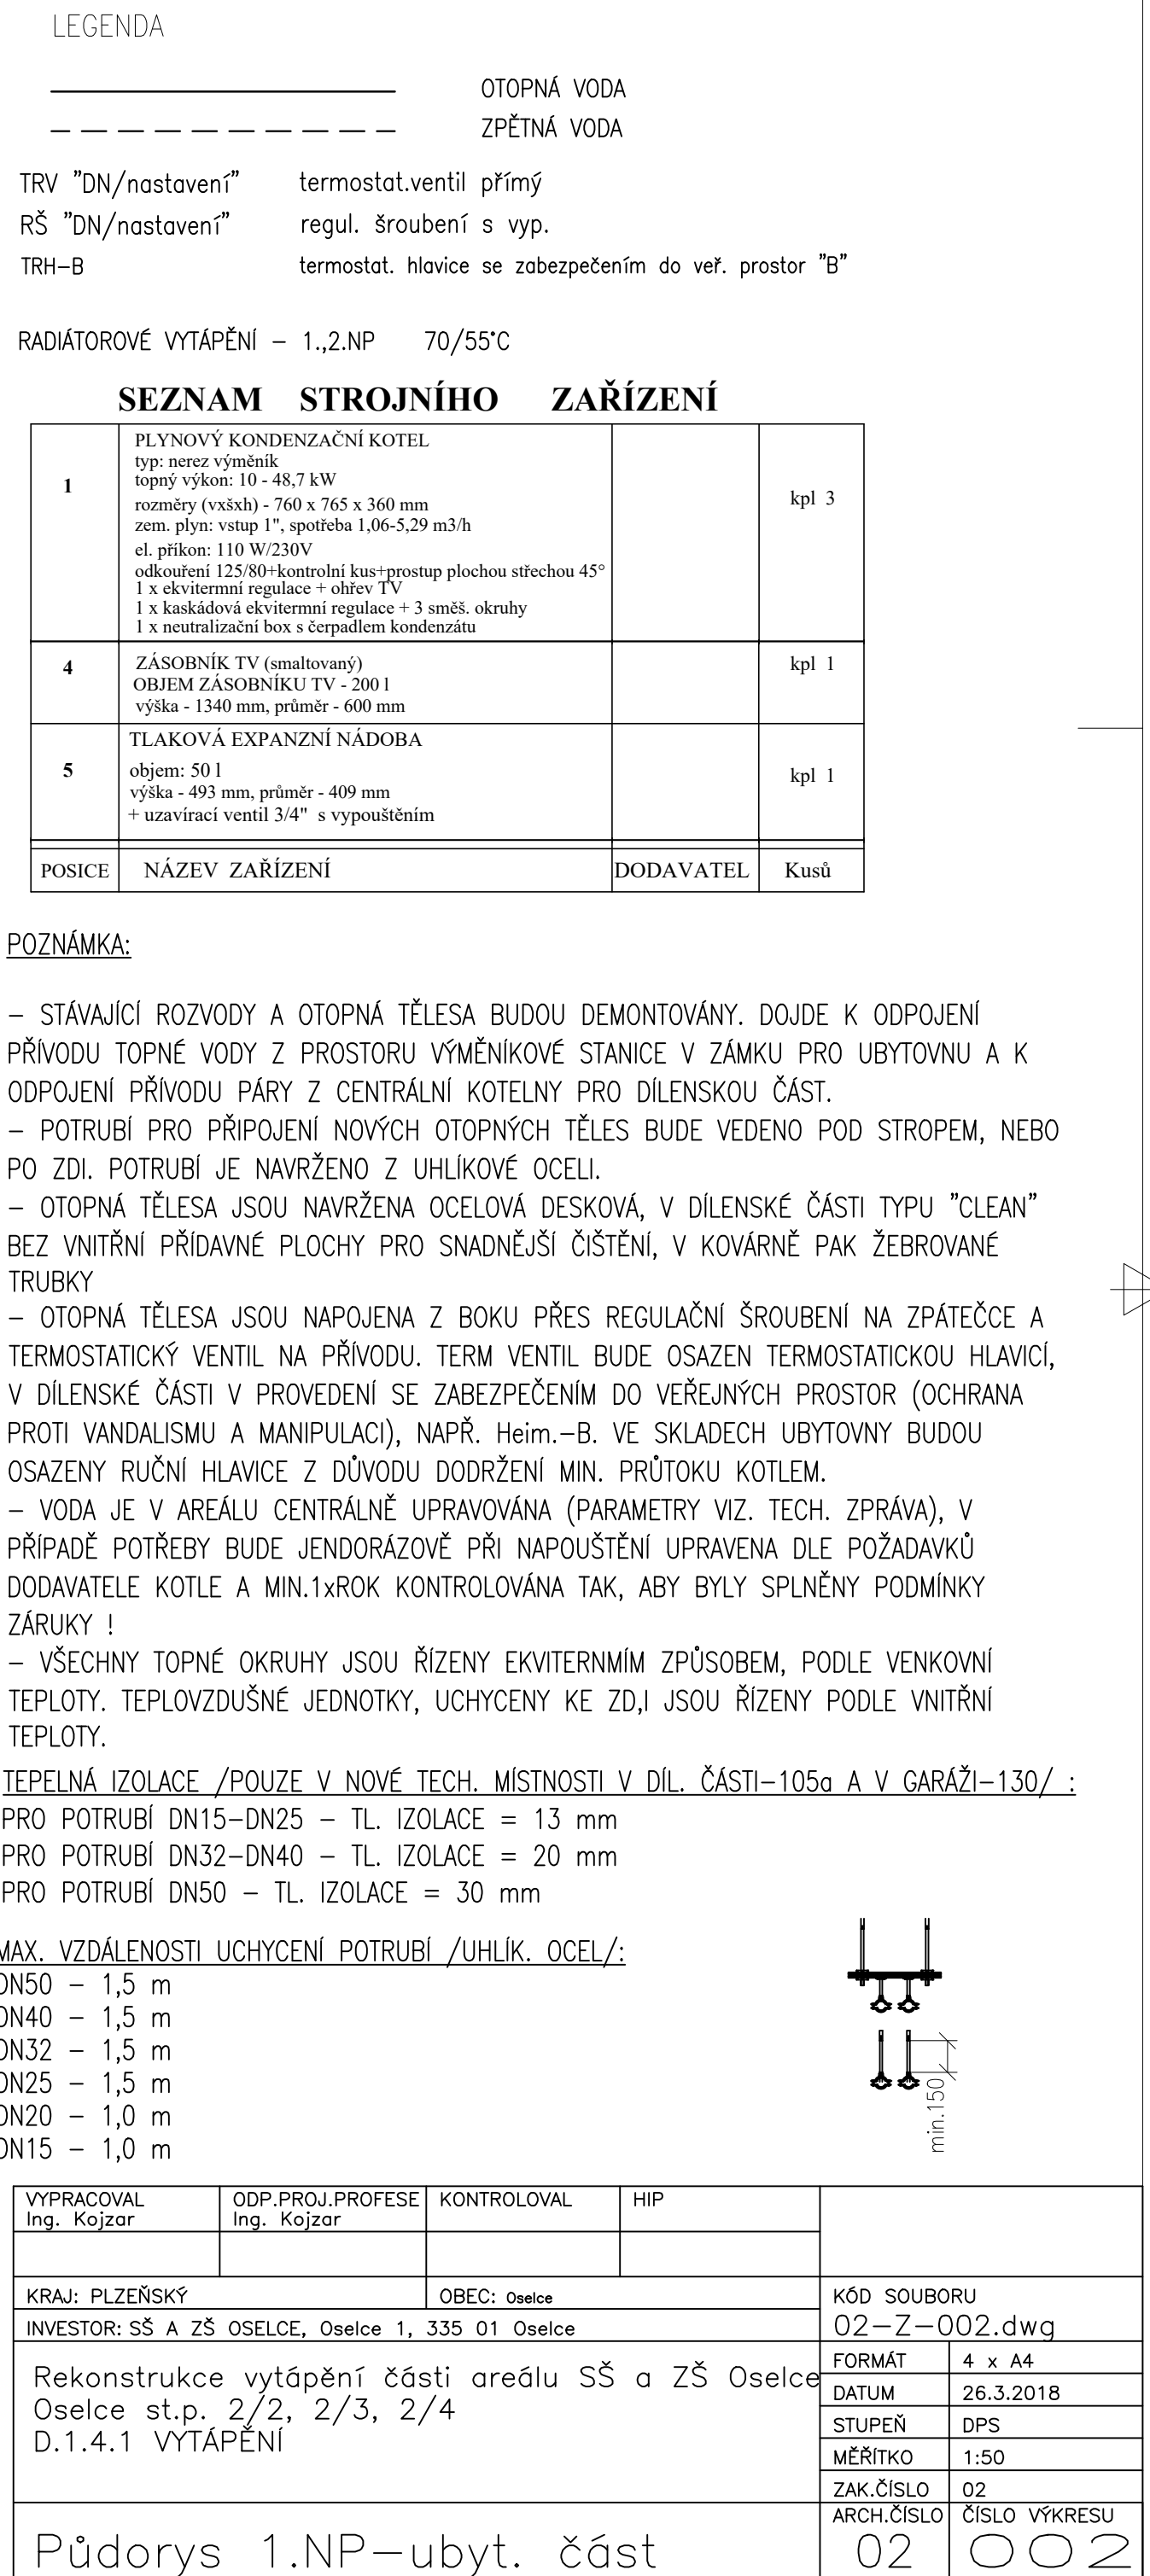 LEGENDA
OTOPNÁ VODA
ZPĚTNÁ VODA
TRV "DN/nastavení" termostat.ventil přímý
RŠ "DN/nastavení" regul. šroubení s vyp.
TRH-B termostat. hlavice se zabezpečením do veř. prostor "B"
RADIÁTOROVÉ VYTÁPĚNÍ - 1.,2.NP 70/55°C
SEZNAM STROJNÍHO ZAŘÍZENÍ
1
PLYNOVÝ KONDENZAČNÍ KOTEL
typ: nerez výměník
topný výkon: 10 - 48,7 kW
rozměry (vxšxh) - 760 x 765 x 360 mm
zem. plyn: vstup 1", spotřeba 1,06-5,29 m3/h
el. příkon: 110 W/230V
odkouření 125/80+kontrolní kus+prostup plochou střechou 45°
1 x ekvitermní regulace + ohřev TV
1 x kaskádová ekvitermní regulace + 3 směš. okruhy
1 x neutralizační box s čerpadlem kondenzátu
kpl 3
4
ZÁSOBNÍK TV (smaltovaný)
OBJEM ZÁSOBNÍKU TV - 200 l
výška - 1340 mm, průměr - 600 mm
kpl 1
5
TLAKOVÁ EXPANZNÍ NÁDOBA
objem: 50 l
výška - 493 mm, průměr - 409 mm
+ uzavírací ventil 3/4" s vypouštěním
kpl 1
POSICE NÁZEV ZAŘÍZENÍ DODAVATEL Kusů
POZNÁMKA:
- STÁVAJÍCÍ ROZVODY A OTOPNÁ TĚLESA BUDOU DEMONTOVÁNY. DOJDE K ODPOJENÍ
PŘÍVODU TOPNÉ VODY Z PROSTORU VÝMĚNÍKOVÉ STANICE V ZÁMKU PRO UBYTOVNU A K
ODPOJENÍ PŘÍVODU PÁRY Z CENTRÁLNÍ KOTELNY PRO DÍLENSKOU ČÁST.
- POTRUBÍ PRO PŘIPOJENÍ NOVÝCH OTOPNÝCH TĚLES BUDE VEDENO POD STROPEM, NEBO
PO ZDI. POTRUBÍ JE NAVRŽENO Z UHLÍKOVÉ OCELI.
- OTOPNÁ TĚLESA JSOU NAVRŽENA OCELOVÁ DESKOVÁ, V DÍLENSKÉ ČÁSTI TYPU "CLEAN"
BEZ VNITŘNÍ PŘÍDAVNÉ PLOCHY PRO SNADNĚJŠÍ ČIŠTĚNÍ, V KOVÁRNĚ PAK ŽEBROVANÉ
TRUBKY
- OTOPNÁ TĚLESA JSOU NAPOJENA Z BOKU PŘES REGULAČNÍ ŠROUBENÍ NA ZPÁTEČCE A
TERMOSTATICKÝ VENTIL NA PŘÍVODU. TERM VENTIL BUDE OSAZEN TERMOSTATICKOU HLAVICÍ,
V DÍLENSKÉ ČÁSTI V PROVEDENÍ SE ZABEZPEČENÍM DO VEŘEJNÝCH PROSTOR (OCHRANA
PROTI VANDALISMU A MANIPULACI), NAPŘ. Heim.-B. VE SKLADECH UBYTOVNY BUDOU
OSAZENY RUČNÍ HLAVICE Z DŮVODU DODRŽENÍ MIN. PRŮTOKU KOTLEM.
- VODA JE V AREÁLU CENTRÁLNĚ UPRAVOVÁNA (PARAMETRY VIZ. TECH. ZPRÁVA), V
PŘÍPADĚ POTŘEBY BUDE JENDORÁZOVĚ PŘI NAPOUŠTĚNÍ UPRAVENA DLE POŽADAVKŮ
DODAVATELE KOTLE A MIN.1xROK KONTROLOVÁNA TAK, ABY BYLY SPLNĚNY PODMÍNKY
ZÁRUKY !
- VŠECHNY TOPNÉ OKRUHY JSOU ŘÍZENY EKVITERNMÍM ZPŮSOBEM, PODLE VENKOVNÍ
TEPLOTY. TEPLOVZDUŠNÉ JEDNOTKY, UCHYCENY KE ZD,I JSOU ŘÍZENY PODLE VNITŘNÍ
TEPLOTY.
TEPELNÁ IZOLACE /POUZE V NOVÉ TECH. MÍSTNOSTI V DÍL. ČÁSTI-105a A V GARÁŽI-130/ :
PRO POTRUBÍ DN15-DN25 - TL. IZOLACE = 13 mm
PRO POTRUBÍ DN32-DN40 - TL. IZOLACE = 20 mm
PRO POTRUBÍ DN50 - TL. IZOLACE = 30 mm
MAX. VZDÁLENOSTI UCHYCENÍ POTRUBÍ /UHLÍK. OCEL/:
DN50 - 1,5 m
DN40 - 1,5 m
DN32 - 1,5 m
DN25 - 1,5 m
DN20 - 1,0 m
DN15 - 1,0 m
min.150
VYPRACOVAL ODP.PROJ.PROFESE KONTROLOVAL HIP
Ing. Kojzar Ing. Kojzar
KRAJ: PLZEŇSKÝ OBEC: Oselce
INVESTOR: SŠ A ZŠ OSELCE, Oselce 1, 335 01 Oselce
KÓD SOUBORU
02-Z-002.dwg
Rekonstrukce vytápění části areálu SŠ a ZŠ Oselce
Oselce st.p. 2/2, 2/3, 2/4
D.1.4.1 VYTÁPĚNÍ
FORMÁT 4 x A4
DATUM 26.3.2018
STUPEŇ DPS
MĚŘÍTKO 1:50
ZAK.ČÍSLO 02
ARCH.ČÍSLO ČÍSLO VÝKRESU
Půdorys 1.NP-ubyt. část 02 002